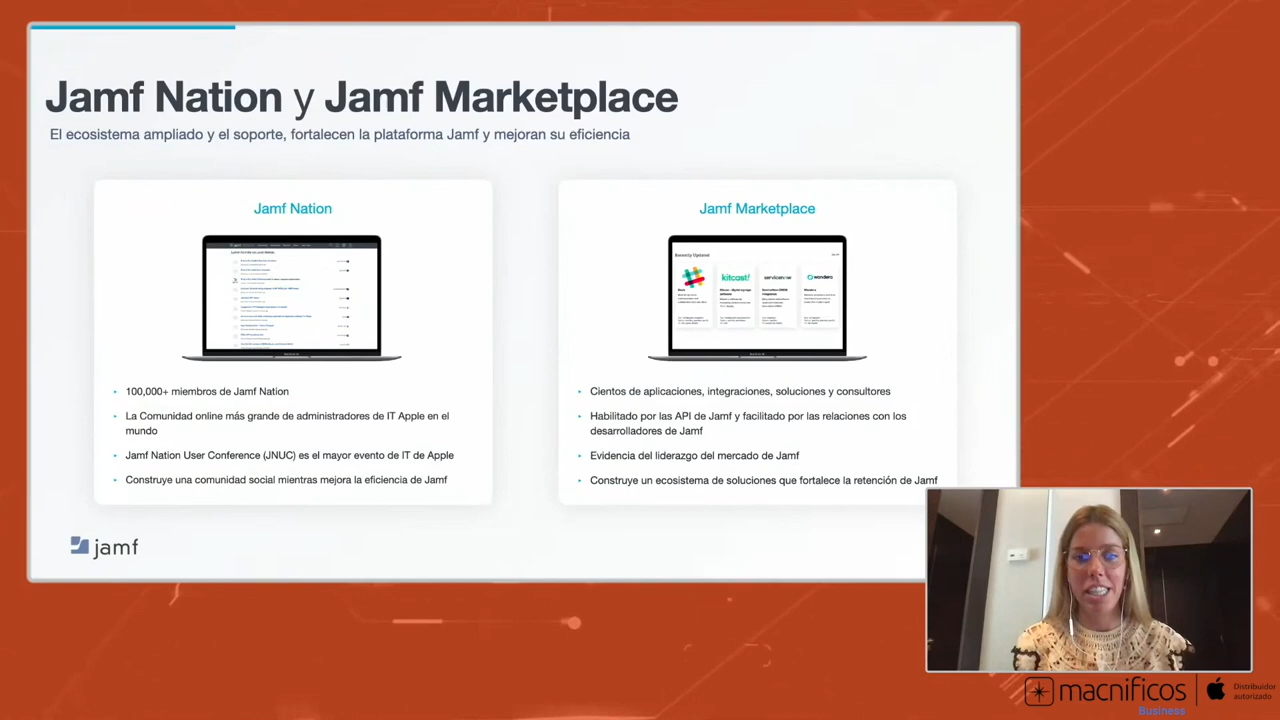 Jamf Nation y Jamf Marketplace
El ecosistema ampliado y el soporte, fortalecen la plataforma Jamf y mejoran su eficiencia
Jamf Nation
100,000+ miembros de Jamf Nation
La Comunidad online más grande de administradores de IT Apple en el
mundo
Jamf Nation User Conference (JNUC) es el mayor evento de IT de Apple
Construye una comunidad social mientras mejora la eficiencia de Jamf
Jamf Marketplace
Recently Updated
kitcast!
servicenow
wandera
Cientos de aplicaciones, integraciones, soluciones y consultores
Habilitado por las API de Jamf y facilitado por las relaciones con los
desarrolladores de Jamf
Evidencia del liderazgo del mercado de Jamf
Construye un ecosistema de soluciones que fortalece la retención de Jamf
jamf
macnificos
Business
Distribuidor
autorizado